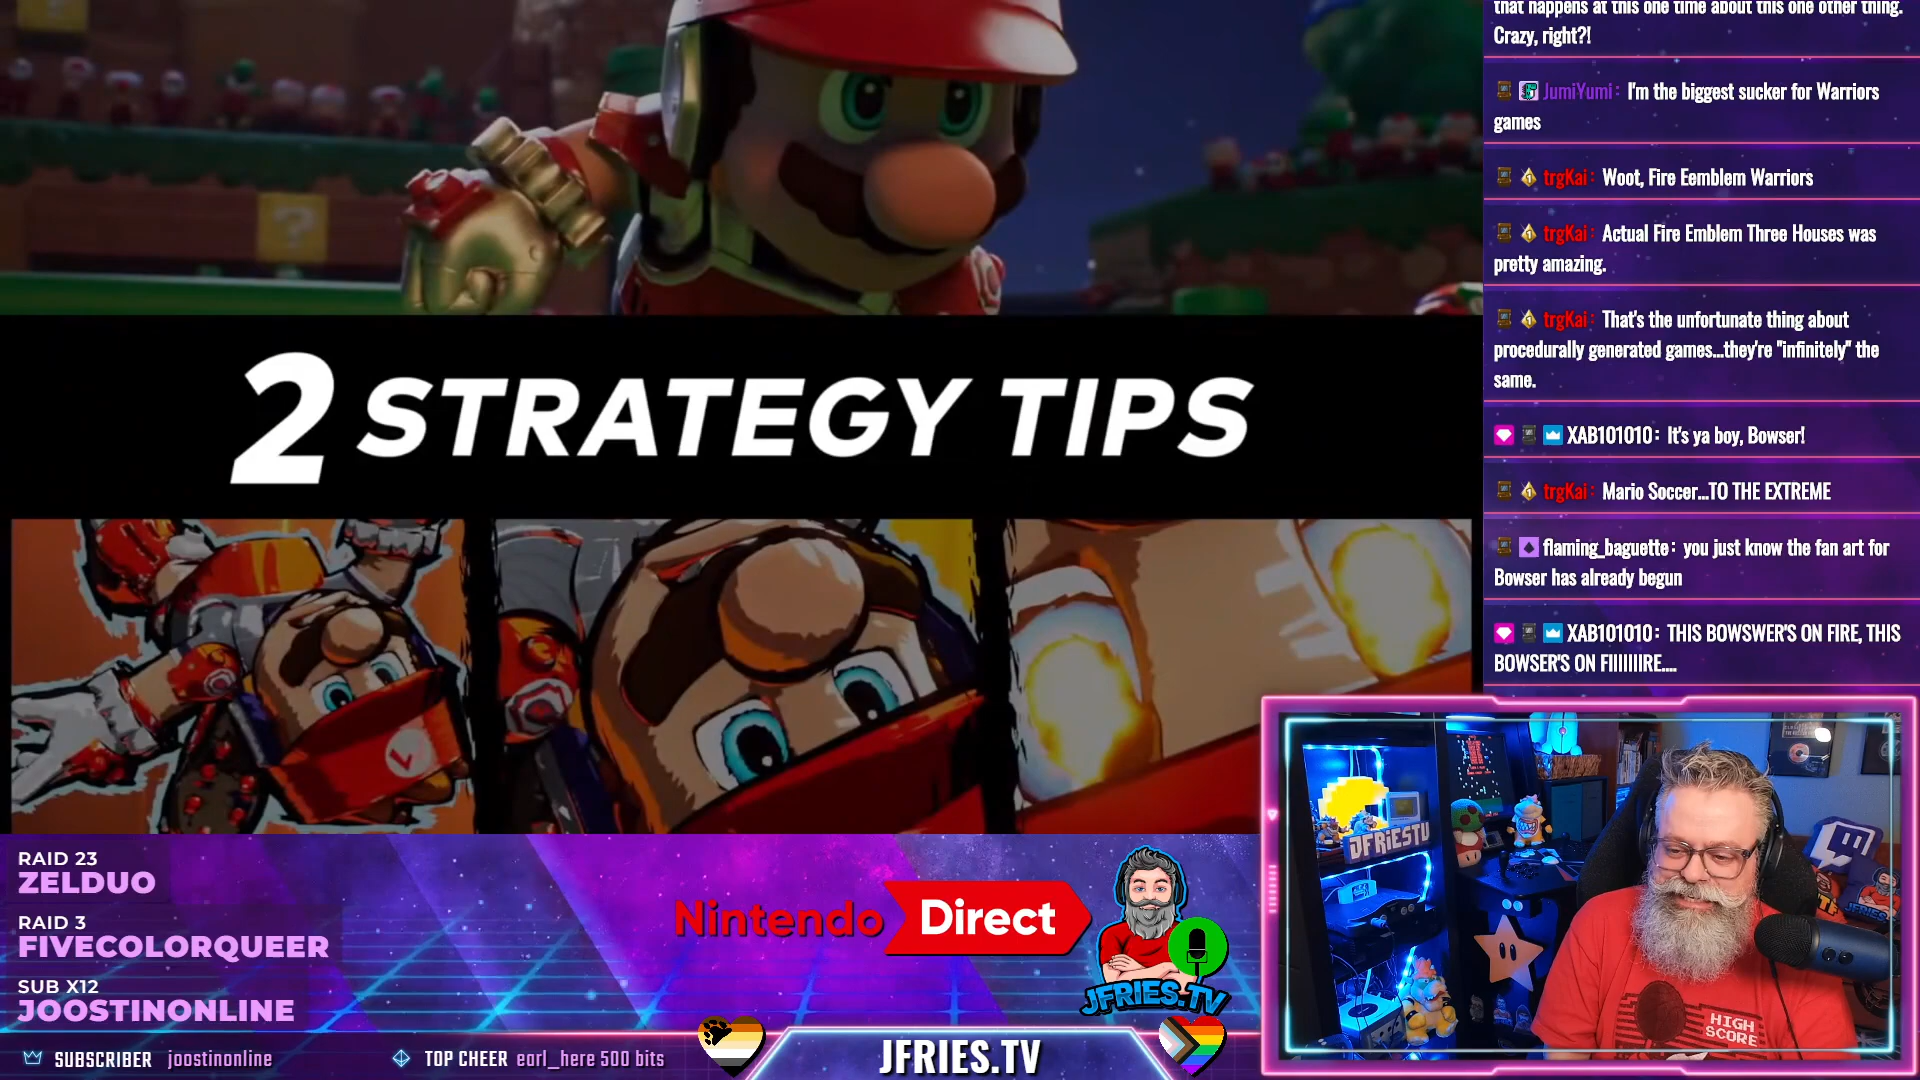 2 STRATEGY TIPS
that happens at this one time about this one other thing.
Crazy, right?!
JumiYumi: I'm the biggest sucker for Warriors
games
trgKai: Woot, Fire Eemblem Warriors
trgKai: Actual Fire Emblem Three Houses was
pretty amazing.
trgKai: That's the unfortunate thing about
procedurally generated games...they're "infinitely" the
same.
XAB101010: It's ya boy, Bowser!
trgKai: Mario Soccer...TO THE EXTREME
flaming_baguette: you just know the fan art for
Bowser has already begun
XAB101010: THIS BOWSWER'S ON FIRE, THIS
BOWSER'S ON FIIIIIIIRE....
RAID 23
ZELDUO
RAID 3
FIVECOLORQUEER
SUB X12
JOOSTINONLINE
Nintendo Direct
JFRIES.TV
SUBSCRIBER joostinonline
TOP CHEER earl_here 500 bits
JFRIES.TV
JFRIESTV
HIGH
SCORE